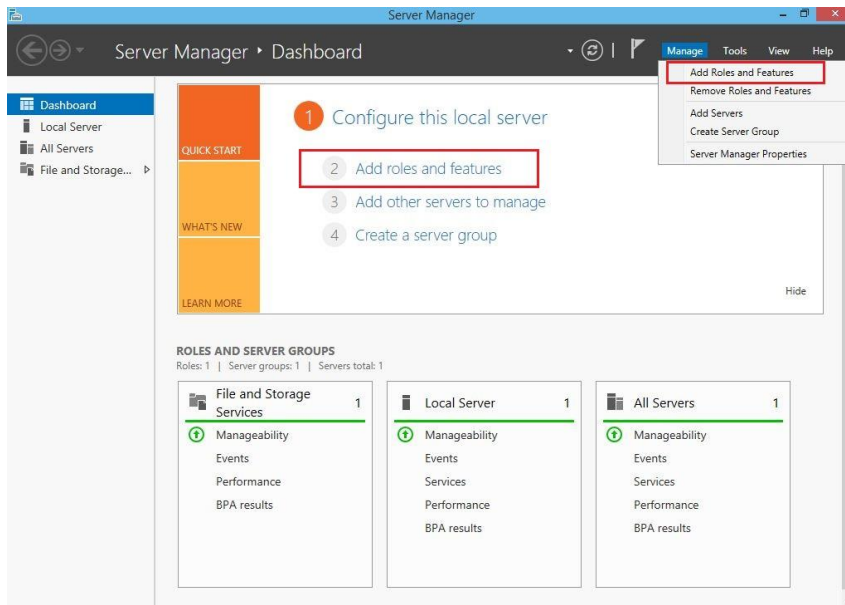 Server Manager
Server Manager ‣ Dashboard
Manage Tools View Help
Add Roles and Features
Remove Roles and Features
Add Servers
Create Server Group
Server Manager Properties
Dashboard
Local Server
All Servers
File and Storage...
QUICK START
WHAT'S NEW
LEARN MORE
1 Configure this local server
2 Add roles and features
3 Add other servers to manage
4 Create a server group
Hide
ROLES AND SERVER GROUPS
Roles: 1 | Server groups: 1 | Servers total: 1
File and Storage
Services 1
Manageability
Events
Performance
BPA results
Local Server 1
Manageability
Events
Services
Performance
BPA results
All Servers 1
Manageability
Events
Services
Performance
BPA results